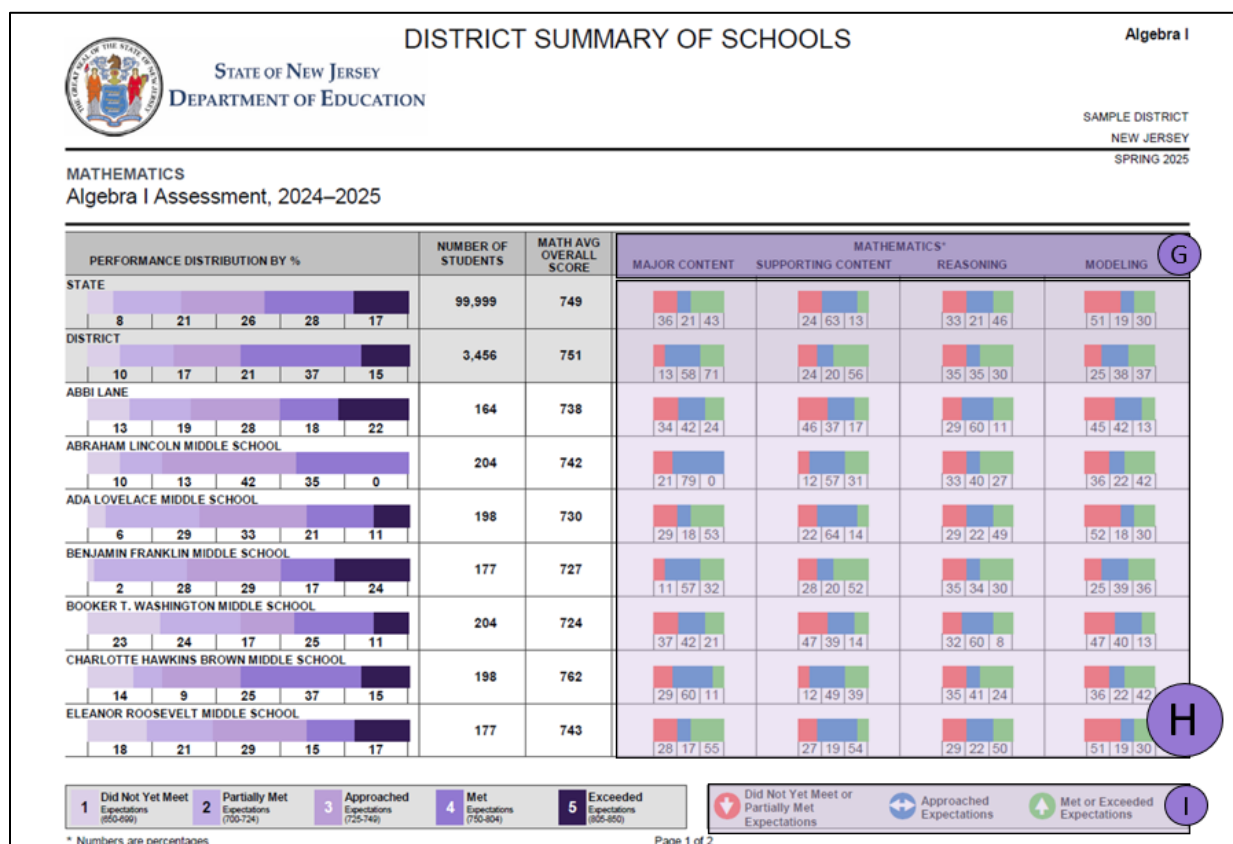 DISTRICT SUMMARY OF SCHOOLS
Algebra I
STATE OF NEW JERSEY
DEPARTMENT OF EDUCATION
THE GREAT SEAL OF THE STATE OF NEW JERSEY
SAMPLE DISTRICT
NEW JERSEY
SPRING 2025
MATHEMATICS
Algebra I Assessment, 2024–2025
PERFORMANCE DISTRIBUTION BY % NUMBER OF STUDENTS MATH AVG OVERALL SCORE MATHEMATICS* G
MAJOR CONTENT SUPPORTING CONTENT REASONING MODELING
STATE
99,999 749
8 21 26 28 17 36 21 43 24 63 13 33 21 46 51 19 30
DISTRICT
3,456 751
10 17 21 37 15 13 58 71 24 20 56 35 35 30 25 38 37
ABBI LANE
164 738
13 19 28 18 22 34 42 24 46 37 17 29 60 11 45 42 13
ABRAHAM LINCOLN MIDDLE SCHOOL
204 742
10 13 42 35 0 21 79 0 12 57 31 33 40 27 36 22 42
ADA LOVELACE MIDDLE SCHOOL
198 730
6 29 33 21 11 29 18 53 22 64 14 29 22 49 52 18 30
BENJAMIN FRANKLIN MIDDLE SCHOOL
177 727
2 28 29 17 24 11 57 32 28 20 52 35 34 30 25 39 36
BOOKER T. WASHINGTON MIDDLE SCHOOL
204 724
23 24 17 25 11 37 42 21 47 39 14 32 60 8 47 40 13
CHARLOTTE HAWKINS BROWN MIDDLE SCHOOL
198 762
14 9 25 37 15 29 60 11 12 49 39 35 41 24 36 22 42
ELEANOR ROOSEVELT MIDDLE SCHOOL
177 743 H
18 21 29 15 17 28 17 55 27 19 54 29 22 50 51 19 30
1 Did Not Yet Meet Expectations (650-699)
2 Partially Met Expectations (700-724)
3 Approached Expectations (725-749)
4 Met Expectations (750-804)
5 Exceeded Expectations (805-850)
Did Not Yet Meet or Partially Met Expectations
Approached Expectations
Met or Exceeded Expectations
I
* Numbers are percentages Page 1 of 2